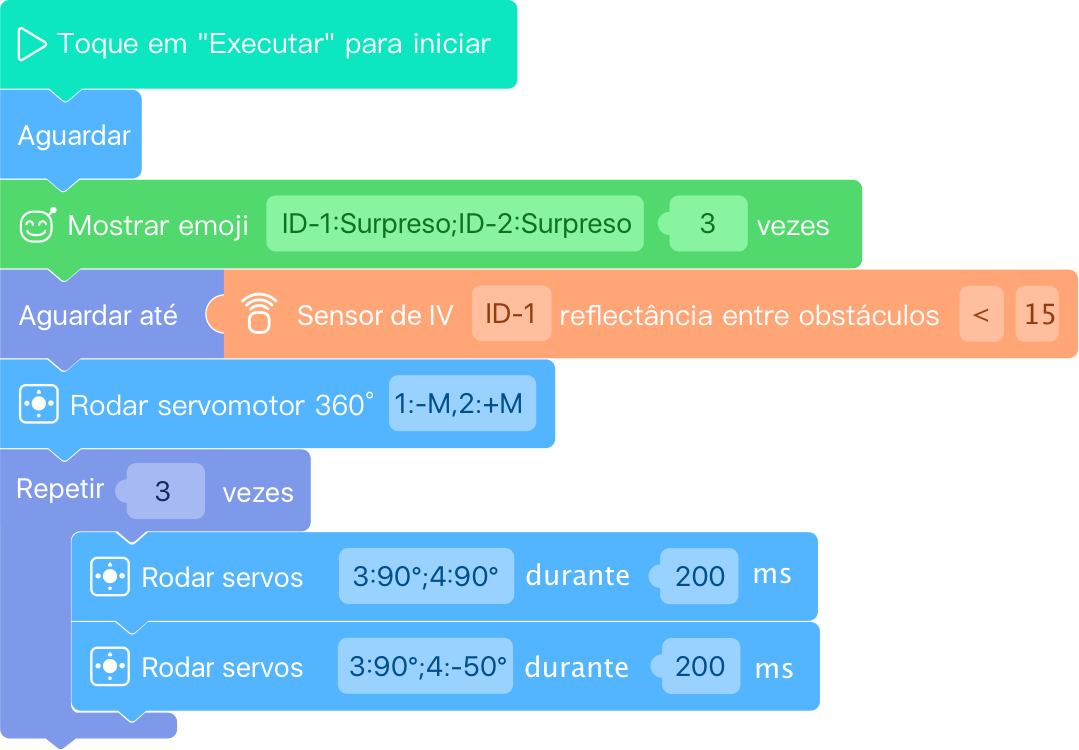 Toque em "Executar" para iniciar
Aguardar
Mostrar emoji ID-1:Surpreso;ID-2:Surpreso 3 vezes
Aguardar até Sensor de IV ID-1 reflectância entre obstáculos < 15
Rodar servomotor 360° 1:-M,2:+M
Repetir 3 vezes
Rodar servos 3:90°;4:90° durante 200 ms
Rodar servos 3:90°;4:-50° durante 200 ms